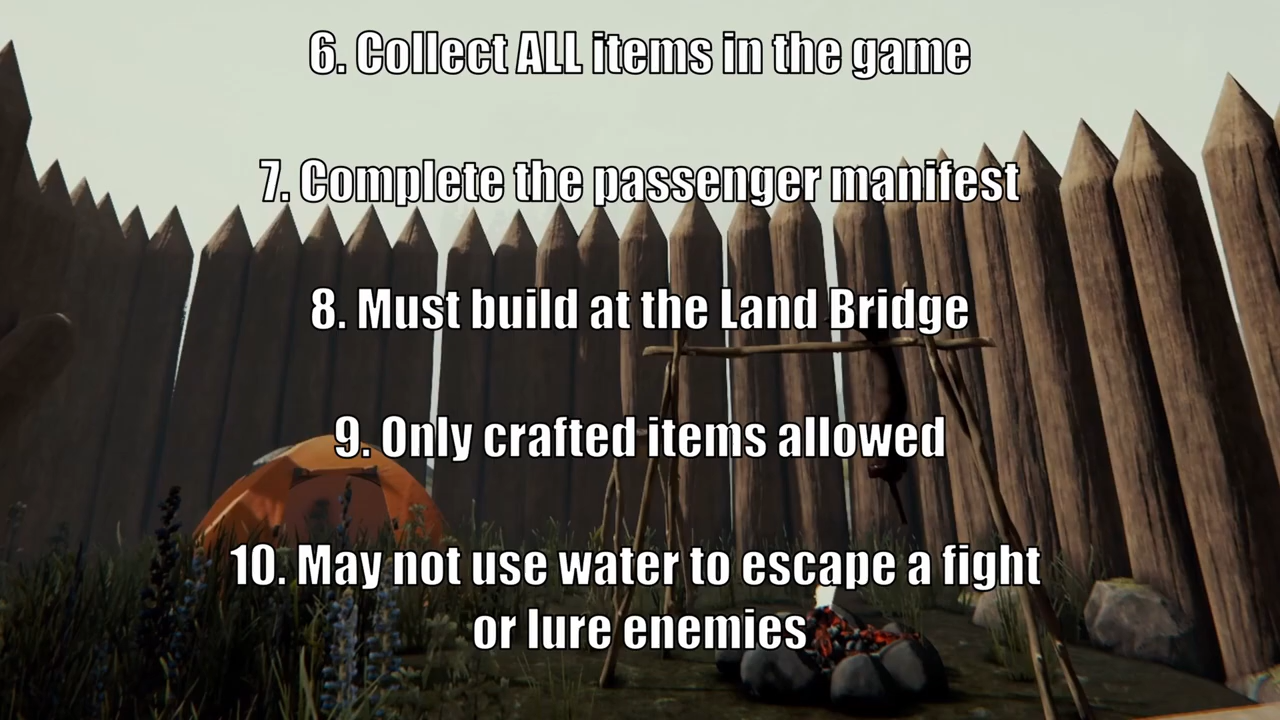 6. Collect ALL items in the game
7. Complete the passenger manifest
8. Must build at the Land Bridge
9. Only crafted items allowed
10. May not use water to escape a fight
or lure enemies